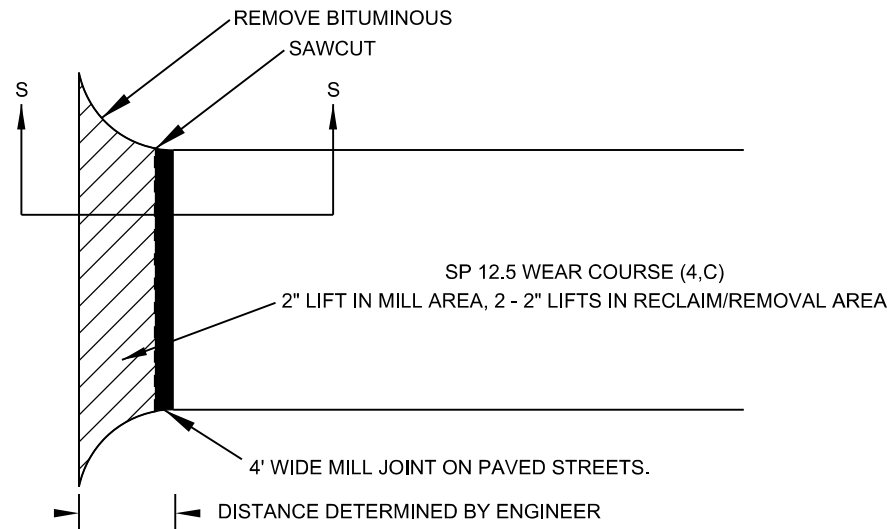 REMOVE BITUMINOUS
SAWCUT
S
S
SP 12.5 WEAR COURSE (4,C)
2" LIFT IN MILL AREA, 2 - 2" LIFTS IN RECLAIM/REMOVAL AREA
4' WIDE MILL JOINT ON PAVED STREETS.
DISTANCE DETERMINED BY ENGINEER